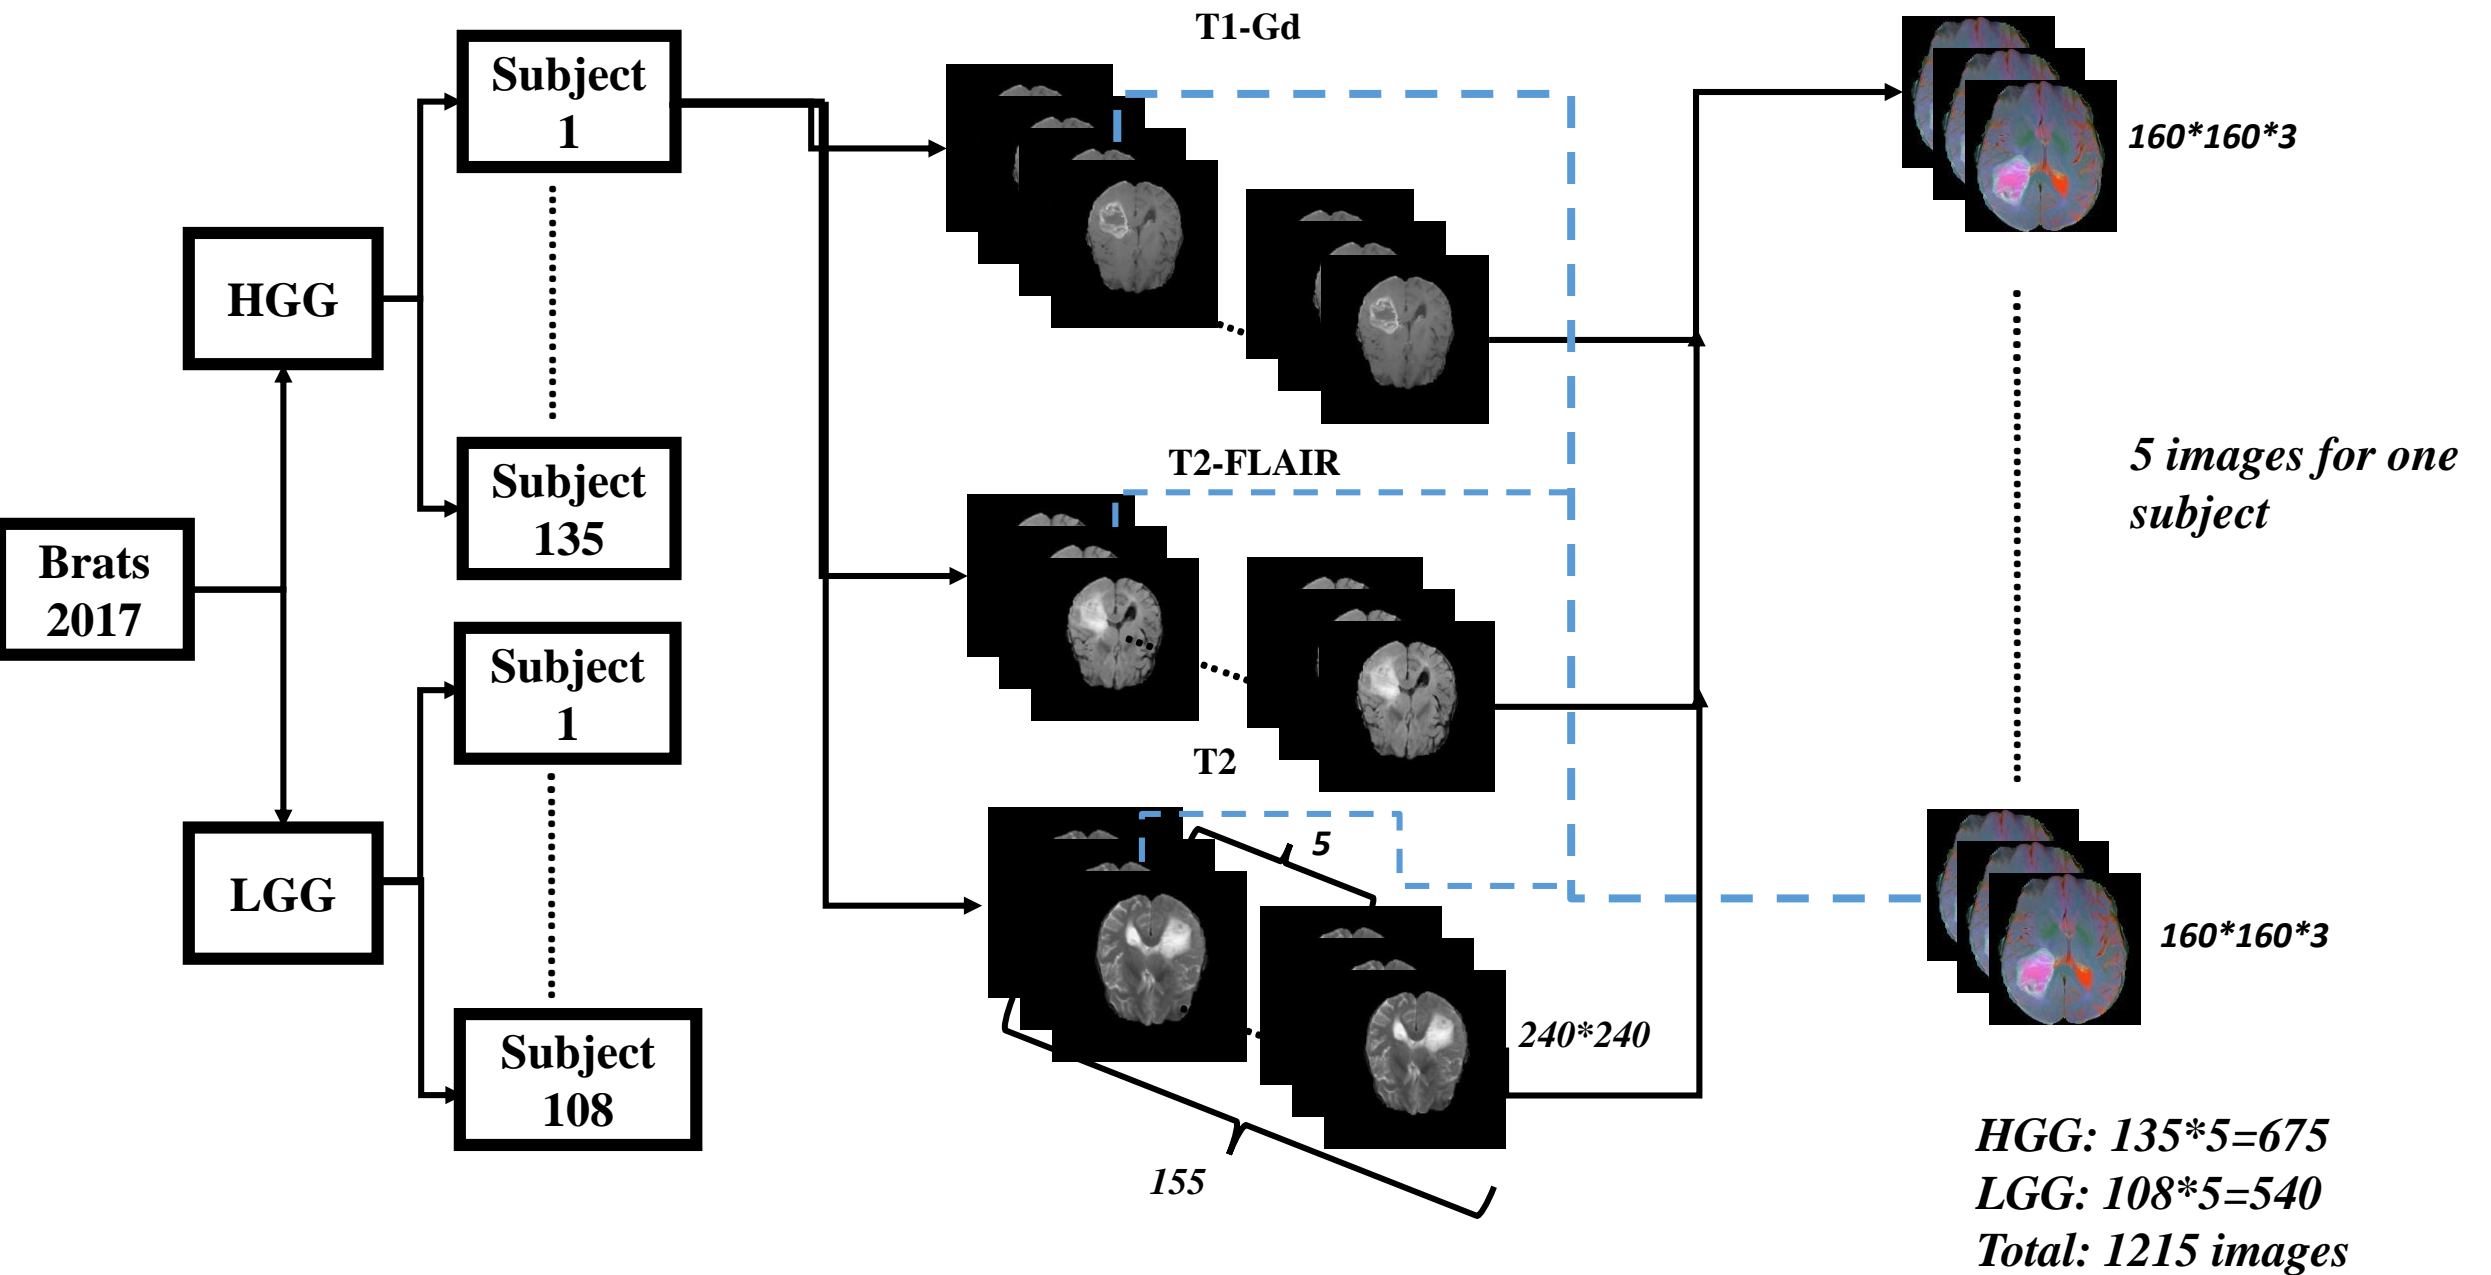 T1-Gd
Subject
1
160*160*3
HGG
T2-FLAIR
5 images for one
subject
Subject
135
Brats
2017
Subject
1
T2
5
LGG
160*160*3
240*240
Subject
108
155
HGG: 135*5=675
LGG: 108*5=540
Total: 1215 images